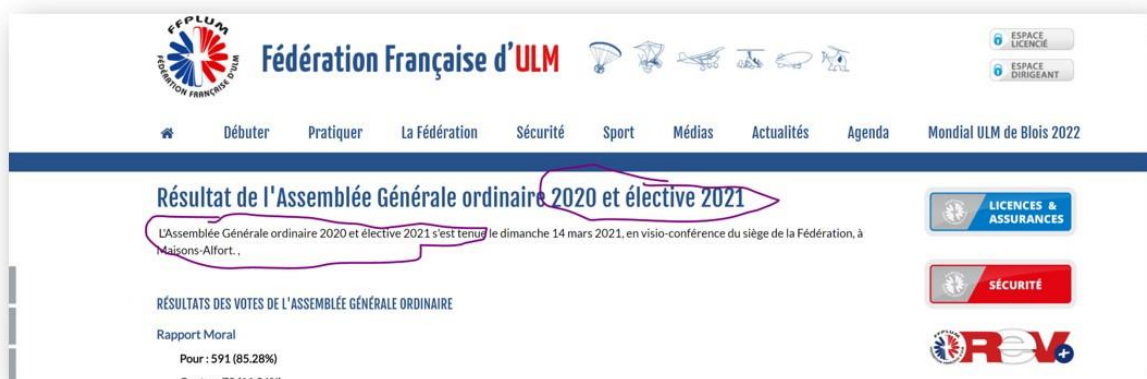 FFPLUM
FÉDÉRATION FRANÇAISE D'ULM
Fédération Française d'ULM
ESPACE
LICENCIÉ
ESPACE
DIRIGEANT
Débuter Pratiquer La Fédération Sécurité Sport Médias Actualités Agenda Mondial ULM de Blois 2022
Résultat de l'Assemblée Générale ordinaire 2020 et élective 2021
L'Assemblée Générale ordinaire 2020 et élective 2021 s'est tenue le dimanche 14 mars 2021, en visio-conférence du siège de la Fédération, à
Maisons-Alfort. ,
LICENCES &
ASSURANCES
RÉSULTATS DES VOTES DE L'ASSEMBLÉE GÉNÉRALE ORDINAIRE
SÉCURITÉ
Rapport Moral
Pour : 591 (85.28%)
REV+